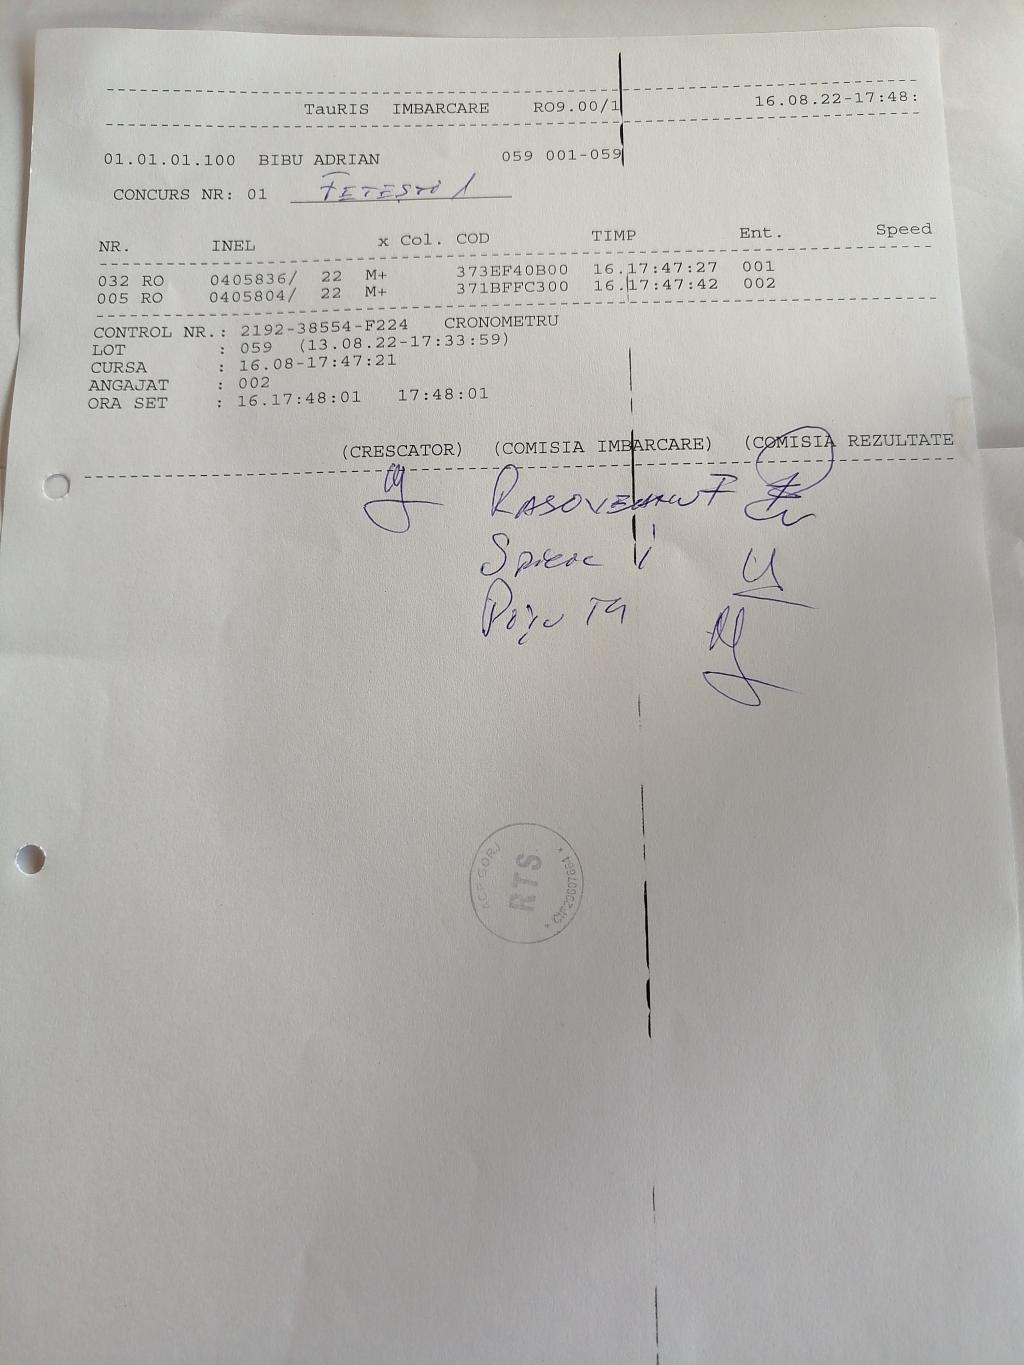 TauRIS IMBARCARE RO9.00/1 16.08.22-17:48:
01.01.01.100 BIBU ADRIAN 059 001-059
CONCURS NR: 01 FETEȘTI 1
NR. INEL x Col. COD TIMP Ent. Speed
032 RO 0405836/ 22 M+ 373EF40B00 16.17:47:27 001
005 RO 0405804/ 22 M+ 371BFFC300 16.17:47:42 002
CONTROL NR.: 2192-38554-F224 CRONOMETRU
LOT : 059 (13.08.22-17:33:59)
CURSA : 16.08-17:47:21
ANGAJAT : 002
ORA SET : 16.17:48:01 17:48:01
(CRESCATOR) (COMISIA IMBARCARE) (COMISIA REZULTATE
RTS